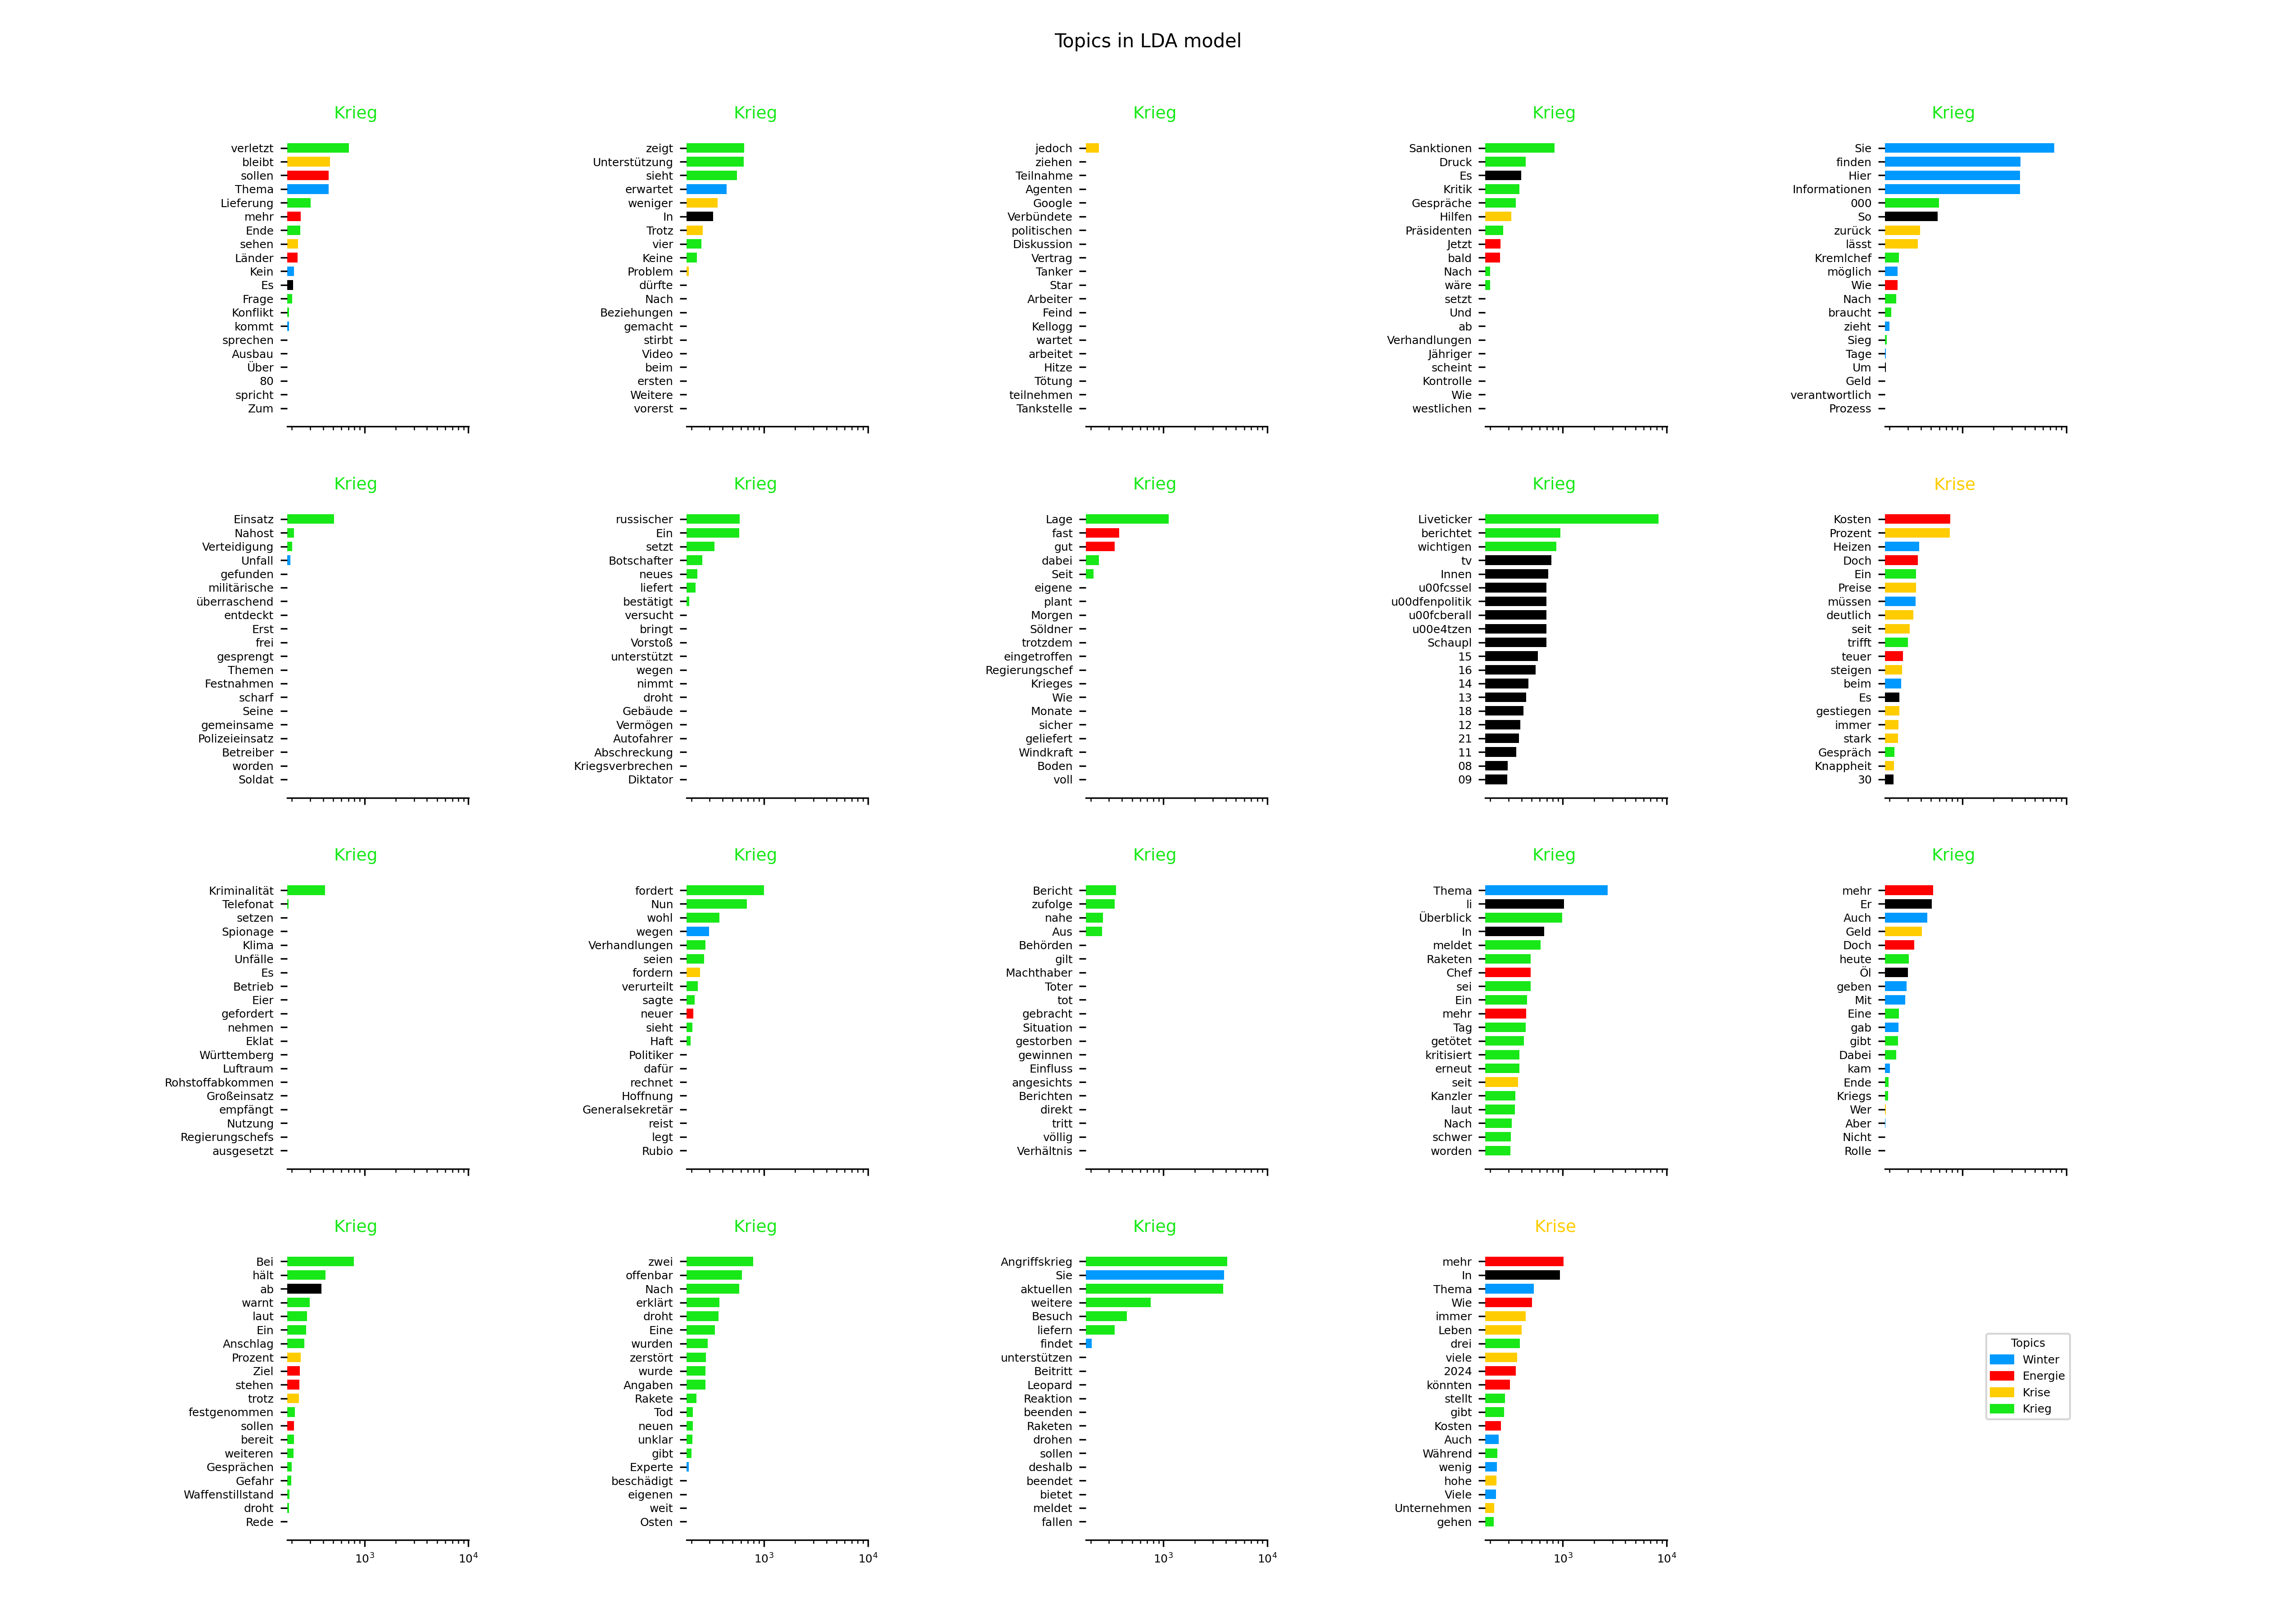 Topics in LDA model
Krieg
verletzt
bleibt
sollen
Thema
Lieferung
mehr
Ende
sehen
Länder
Kein
Es
Frage
Konflikt
kommt
sprechen
Ausbau
Über
80
spricht
Zum
Krieg
zeigt
Unterstützung
sieht
erwartet
weniger
In
Trotz
vier
Keine
Problem
dürfte
Nach
Beziehungen
gemacht
stirbt
Video
beim
ersten
Weitere
vorerst
Krieg
jedoch
ziehen
Teilnahme
Agenten
Google
Verbündete
politischen
Diskussion
Vertrag
Tanker
Star
Arbeiter
Feind
Kellogg
wartet
arbeitet
Hitze
Tötung
teilnehmen
Tankstelle
Krieg
Sanktionen
Druck
Es
Kritik
Gespräche
Hilfen
Präsidenten
Jetzt
bald
Nach
wäre
setzt
Und
ab
Verhandlungen
Jähriger
scheint
Kontrolle
Wie
westlichen
Krieg
Sie
finden
Hier
Informationen
000
So
zurück
lässt
Kremlchef
möglich
Wie
Nach
braucht
zieht
Sieg
Tage
Um
Geld
verantwortlich
Prozess
Krieg
Einsatz
Nahost
Verteidigung
Unfall
gefunden
militärische
überraschend
entdeckt
Erst
frei
gesprengt
Themen
Festnahmen
scharf
Seine
gemeinsame
Polizeieinsatz
Betreiber
worden
Soldat
Krieg
russischer
Ein
setzt
Botschafter
neues
liefert
bestätigt
versucht
bringt
Vorstoß
unterstützt
wegen
nimmt
droht
Gebäude
Vermögen
Autofahrer
Abschreckung
Kriegsverbrechen
Diktator
Krieg
Lage
fast
gut
dabei
Seit
eigene
plant
Morgen
Söldner
trotzdem
eingetroffen
Regierungschef
Krieges
Wie
Monate
sicher
geliefert
Windkraft
Boden
voll
Krieg
Liveticker
berichtet
wichtigen
tv
Innen
u00fcssel
u00dfenpolitik
u00fcberall
u00e4tzen
Schaupl
15
16
14
13
18
12
21
11
08
09
Krise
Kosten
Prozent
Heizen
Doch
Ein
Preise
müssen
deutlich
seit
trifft
teuer
steigen
beim
Es
gestiegen
immer
stark
Gespräch
Knappheit
30
Krieg
Kriminalität
Telefonat
setzen
Spionage
Klima
Unfälle
Es
Betrieb
Eier
gefordert
nehmen
Eklat
Württemberg
Luftraum
Rohstoffabkommen
Großeinsatz
empfängt
Nutzung
Regierungschefs
ausgesetzt
Krieg
fordert
Nun
wohl
wegen
Verhandlungen
seien
fordern
verurteilt
sagte
neuer
sieht
Haft
Politiker
dafür
rechnet
Hoffnung
Generalsekretär
reist
legt
Rubio
Krieg
Bericht
zufolge
nahe
Aus
Behörden
gilt
Machthaber
Toter
tot
gebracht
Situation
gestorben
gewinnen
Einfluss
angesichts
Berichten
direkt
tritt
völlig
Verhältnis
Krieg
Thema
li
Überblick
In
meldet
Raketen
Chef
sei
Ein
mehr
Tag
getötet
kritisiert
erneut
seit
Kanzler
laut
Nach
schwer
worden
Krieg
mehr
Er
Auch
Geld
Doch
heute
Öl
geben
Mit
Eine
gab
gibt
Dabei
kam
Ende
Kriegs
Wer
Aber
Nicht
Rolle
Krieg
Bei
hält
ab
warnt
laut
Ein
Anschlag
Prozent
Ziel
stehen
trotz
festgenommen
sollen
bereit
weiteren
Gesprächen
Gefahr
Waffenstillstand
droht
Rede
10³ 10⁴
Krieg
zwei
offenbar
Nach
erklärt
droht
Eine
wurden
zerstört
wurde
Angaben
Rakete
Tod
neuen
unklar
gibt
Experte
beschädigt
eigenen
weit
Osten
10³ 10⁴
Krieg
Angriffskrieg
Sie
aktuellen
weitere
Besuch
liefern
findet
unterstützen
Beitritt
Leopard
Reaktion
beenden
Raketen
drohen
sollen
deshalb
beendet
bietet
meldet
fallen
10³ 10⁴
Krise
mehr
In
Thema
Wie
immer
Leben
drei
viele
2024
könnten
stellt
gibt
Kosten
Auch
Während
wenig
hohe
Viele
Unternehmen
gehen
10³ 10⁴
Topics
Winter
Energie
Krise
Krieg